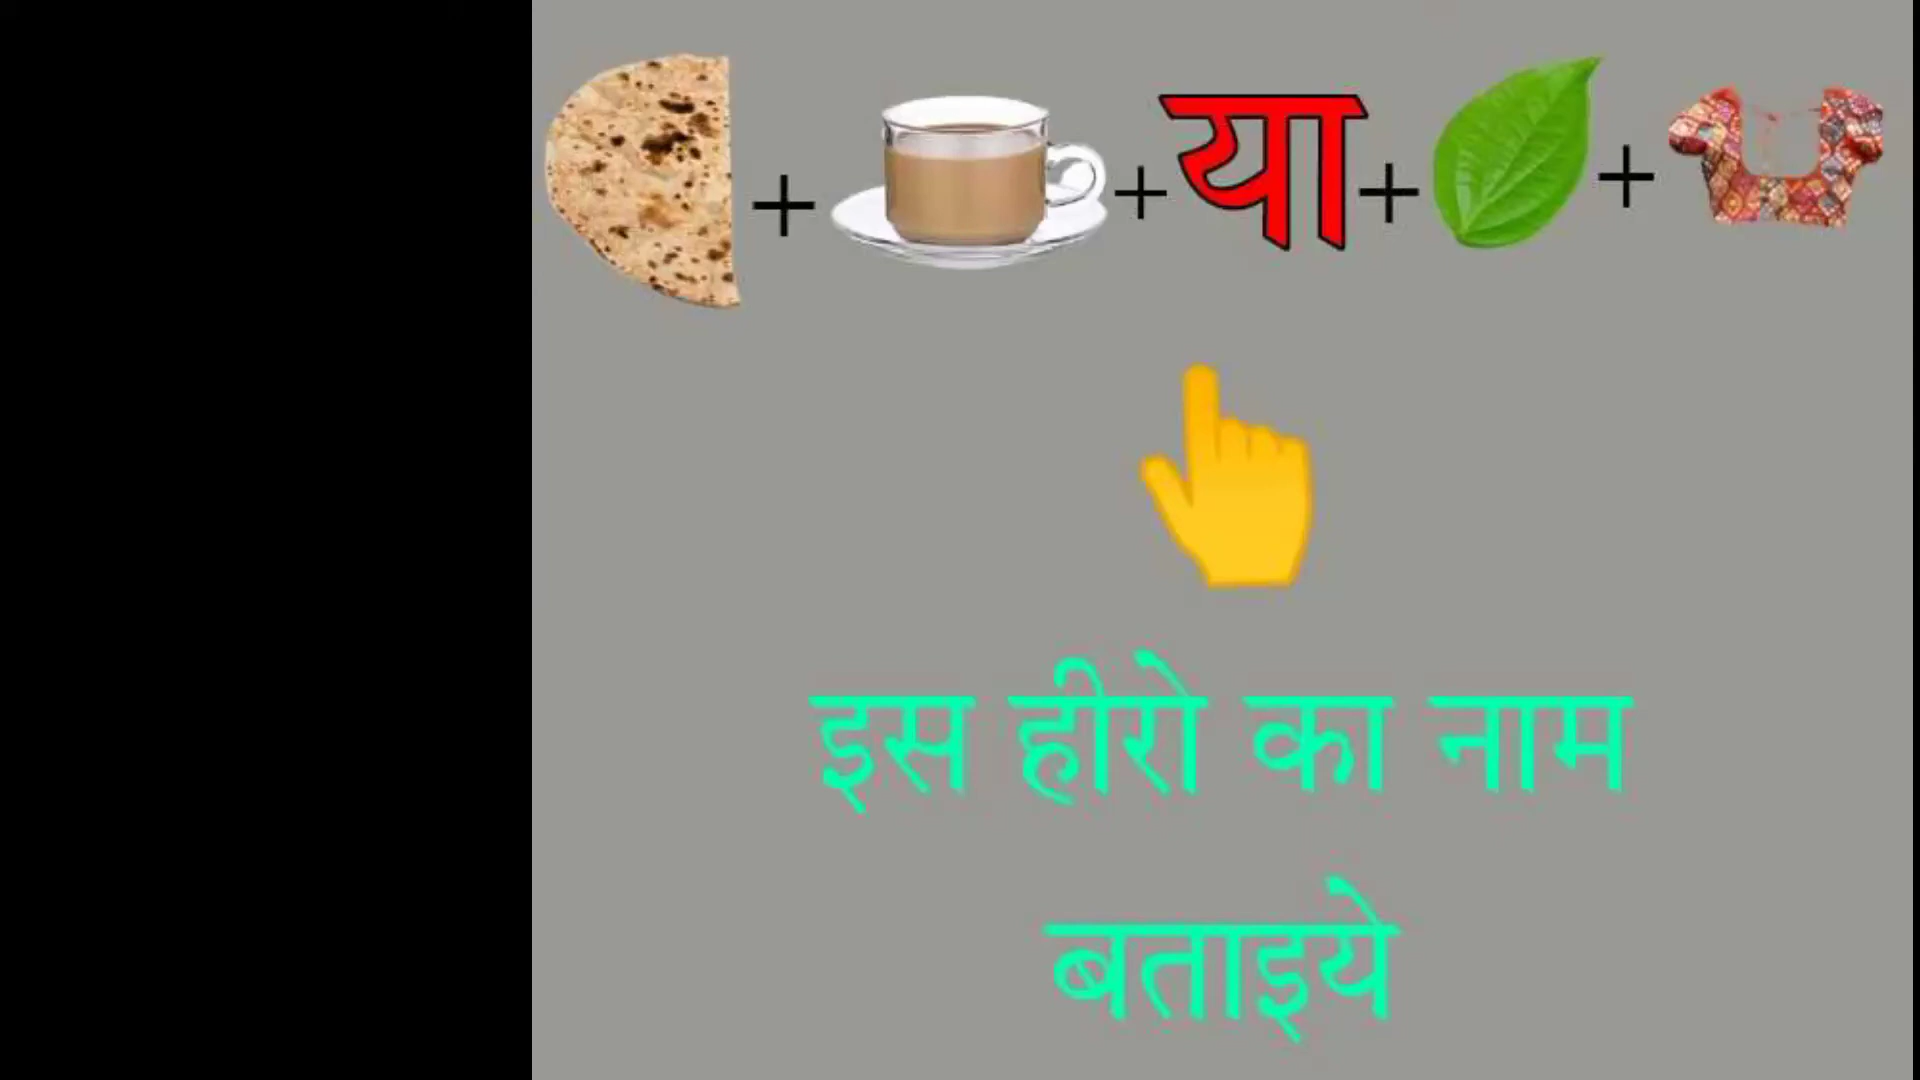 + + या + +
इस हीरो का नाम
बताइये